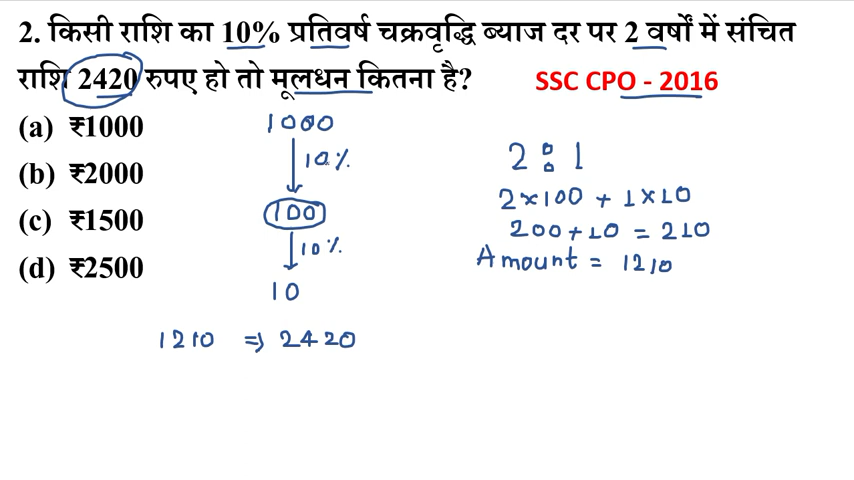 2. किसी राशि का 10% प्रतिवर्ष चक्रवृद्धि ब्याज दर पर 2 वर्षों में संचित
राशि 2420 रुपए हो तो मूलधन कितना है? SSC CPO - 2016
(a) ₹1000
(b) ₹2000
(c) ₹1500
(d) ₹2500
1000
10%
100
10%
10
1210 => 2420
2 : 1
2×100 + 1×10
200+10 = 210
Amount = 1210